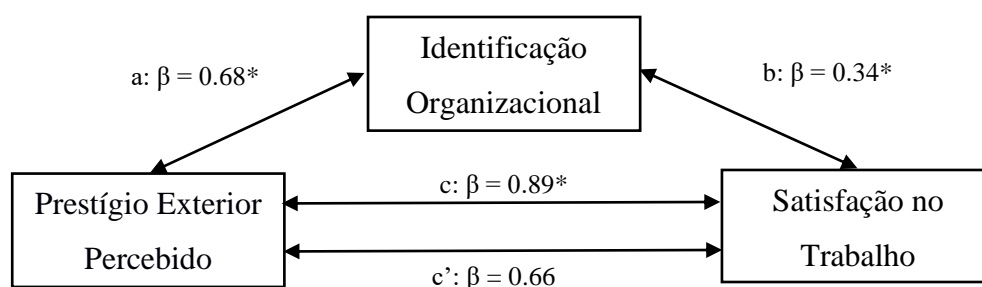 Identificação
Organizacional
a: β = 0.68*
b: β = 0.34*
Prestígio Exterior
Percebido
c: β = 0.89*
c’: β = 0.66
Satisfação no
Trabalho